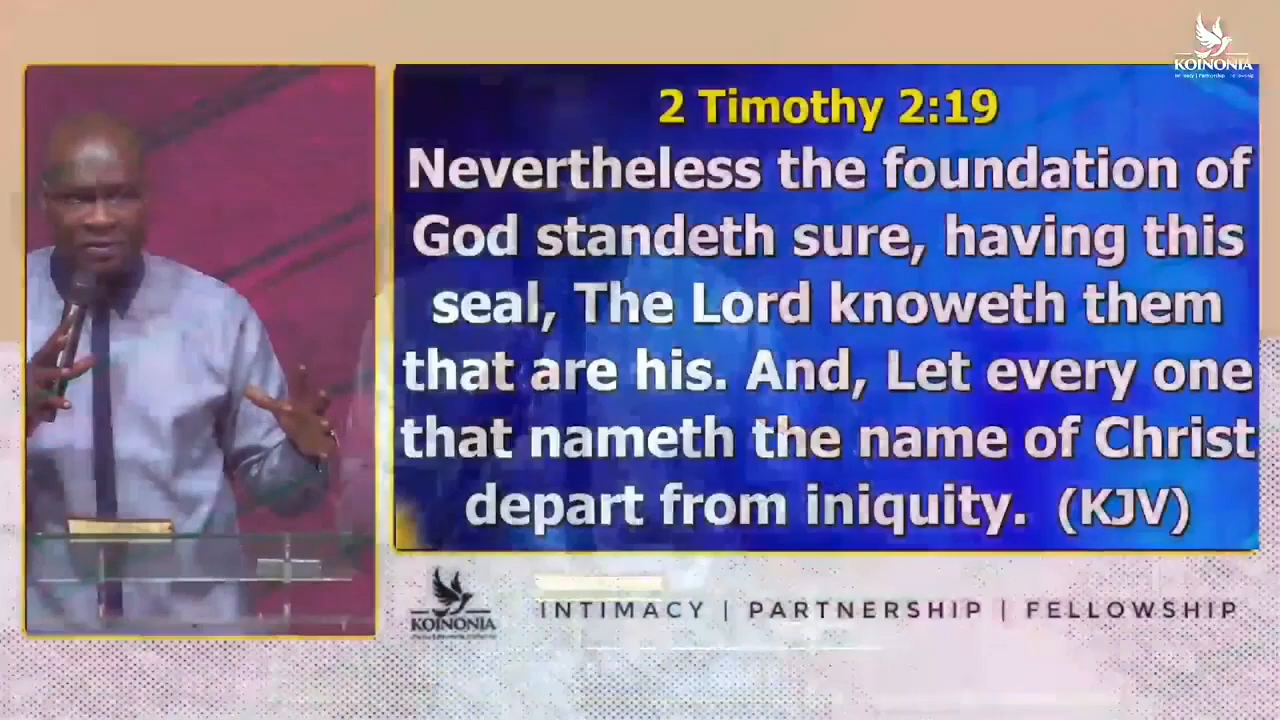 KOINONIA
2 Timothy 2:19
Nevertheless the foundation of
God standeth sure, having this
seal, The Lord knoweth them
that are his. And, Let every one
that nameth the name of Christ
depart from iniquity. (KJV)
KOINONIA
INTIMACY | PARTNERSHIP | FELLOWSHIP